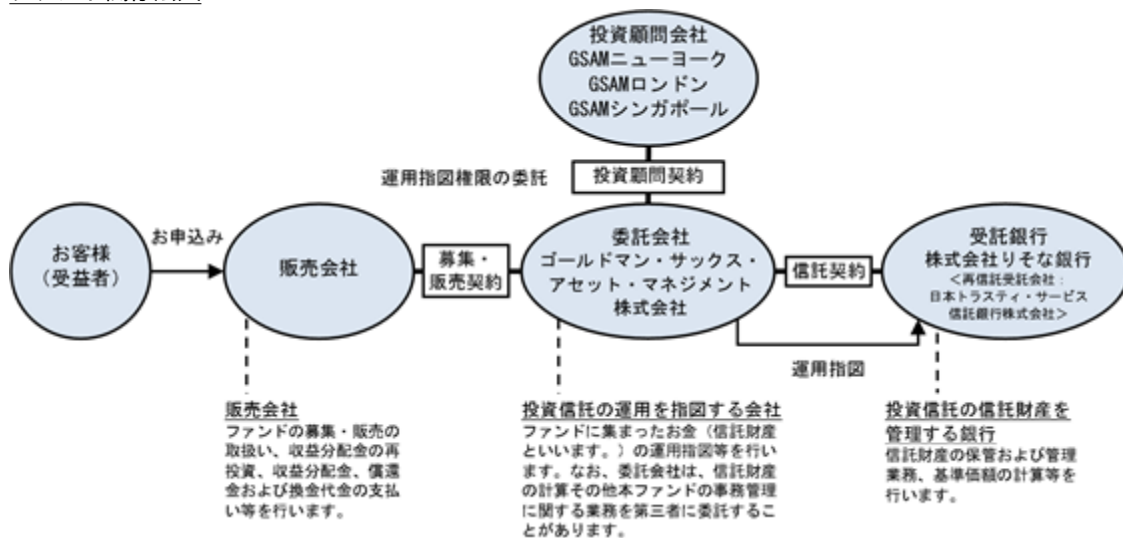 投資顧問会社
GSAMニューヨーク
GSAMロンドン
GSAMシンガポール
運用指図権限の委託
投資顧問契約
お客様
(受益者)
お申込み
販売会社
募集・
販売契約
委託会社
ゴールドマン・サックス・
アセット・マネジメント
株式会社
信託契約
受託銀行
株式会社りそな銀行
<再信託受託会社:
日本トラスティ・サービス
信託銀行株式会社>
運用指図
販売会社
ファンドの募集・販売の
取扱い、収益分配金の再
投資、収益分配金、償還
金および換金代金の支払
い等を行います。
投資信託の運用を指図する会社
ファンドに集まったお金(信託財産
といいます。)の運用指図等を行い
ます。なお、委託会社は、信託財産
の計算その他本ファンドの事務管理
に関する業務を第三者に委託するこ
とがあります。
投資信託の信託財産を
管理する銀行
信託財産の保管および管理
業務、基準価額の計算等を
行います。